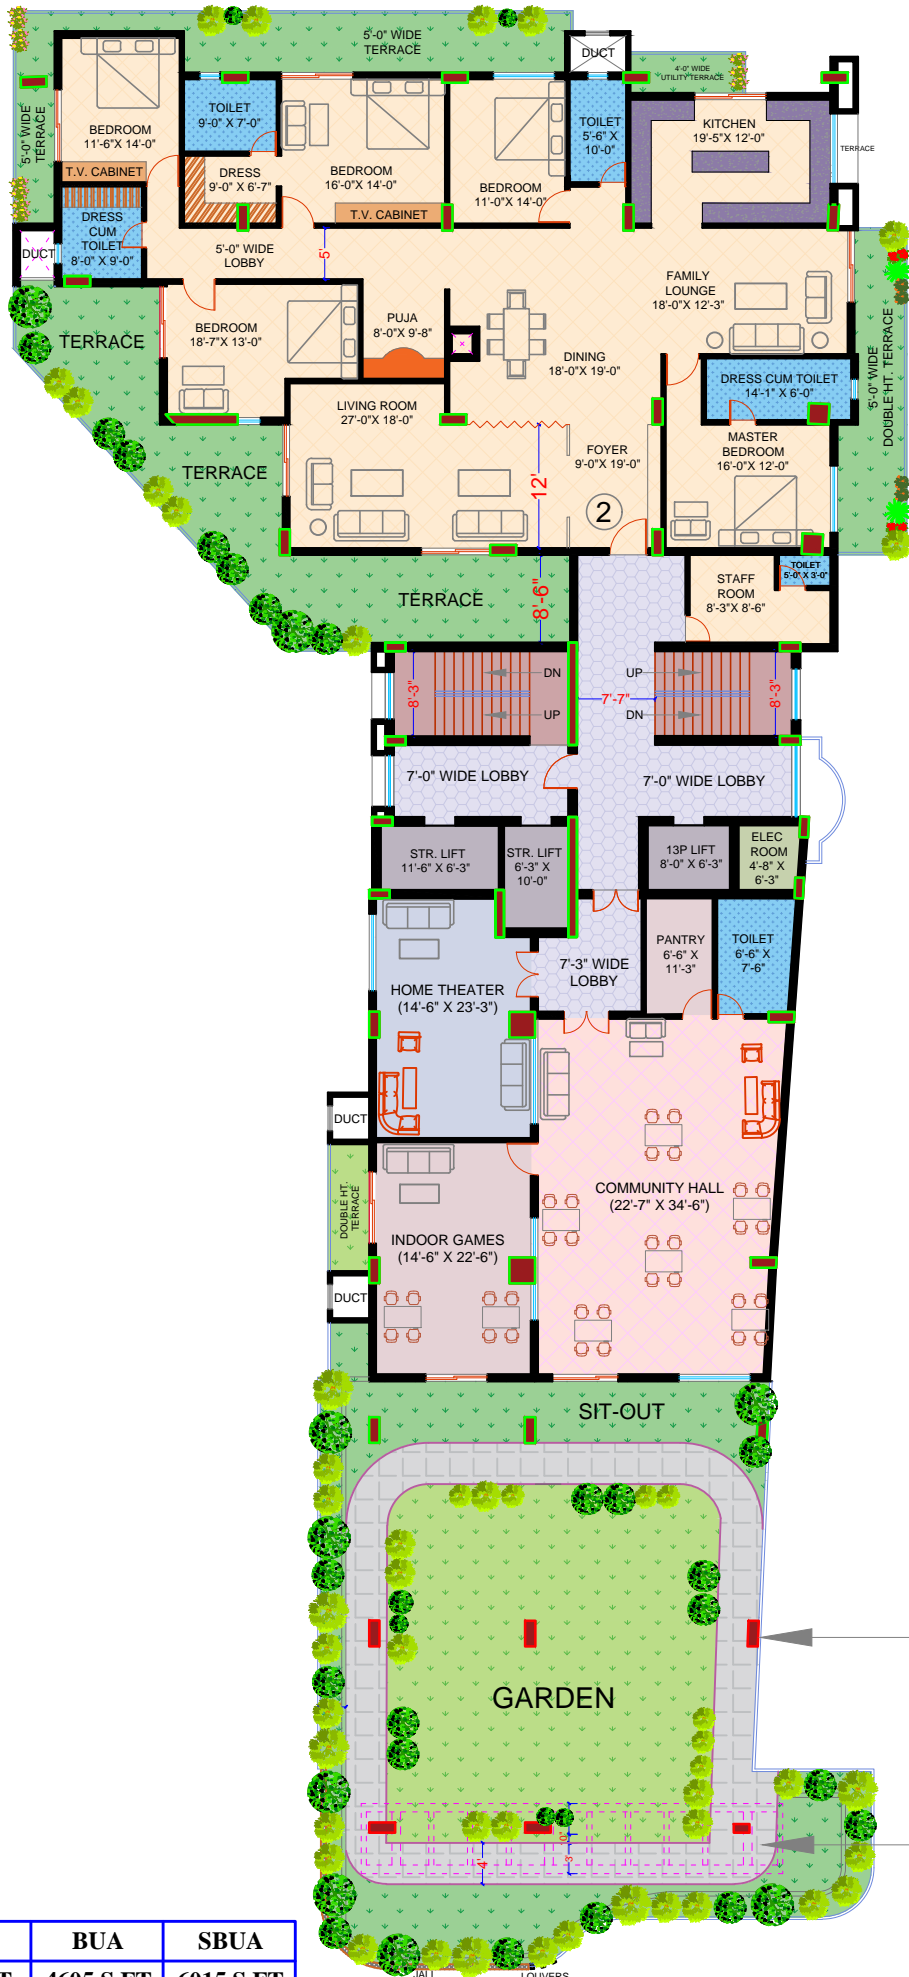 5'-0" WIDE
TERRACE
DUCT
4'-0" WIDE
UTILITY TERRACE
5'-0" WIDE
TERRACE
BEDROOM
11'-6"X 14'-0"
T.V. CABINET
TOILET
9'-0" X 7'-0"
DRESS
9'-0" X 6'-7"
BEDROOM
16'-0"X 14'-0"
T.V. CABINET
BEDROOM
11'-0"X 14'-0"
TOILET
5'-6" X
10'-0"
KITCHEN
19'-5"X 12'-0"
TERRACE
DRESS
CUM
TOILET
8'-0" X 9'-0"
DUCT
5'-0" WIDE
LOBBY
5'
FAMILY
LOUNGE
18'-0"X 12'-3"
TERRACE
BEDROOM
18'-7"X 13'-0"
PUJA
8'-0"X 9'-8"
DINING
18'-0"X 19'-0"
DRESS CUM TOILET
14'-1" X 6'-0"
5'-0" WIDE
DOUBLE HT. TERRACE
LIVING ROOM
27'-0"X 18'-0"
FOYER
9'-0"X 19'-0"
MASTER
BEDROOM
16'-0"X 12'-0"
TERRACE
12'
2
TERRACE
8'-6"
STAFF
ROOM
8'-3"X 8'-6"
TOILET
5'-0" X 3'-0"
8'-3"
DN
UP
7'-7"
UP
DN
8'-3"
7'-0" WIDE LOBBY
7'-0" WIDE LOBBY
STR. LIFT
11'-6" X 6'-3"
STR. LIFT
6'-3" X
10'-0"
13P LIFT
8'-0" X 6'-3"
ELEC
ROOM
4'-8" X
6'-3"
HOME THEATER
(14'-6" X 23'-3")
7'-3" WIDE
LOBBY
PANTRY
6'-6" X
11'-3"
TOILET
6'-6" X
7'-6"
DUCT
DOUBLE HT.
TERRACE
DUCT
INDOOR GAMES
(14'-6" X 22'-6")
COMMUNITY HALL
(22'-7" X 34'-6")
SIT-OUT
GARDEN
4'
3'
BUA SBUA
4605 S.FT 6015 S.FT
JALI
LOUVERS